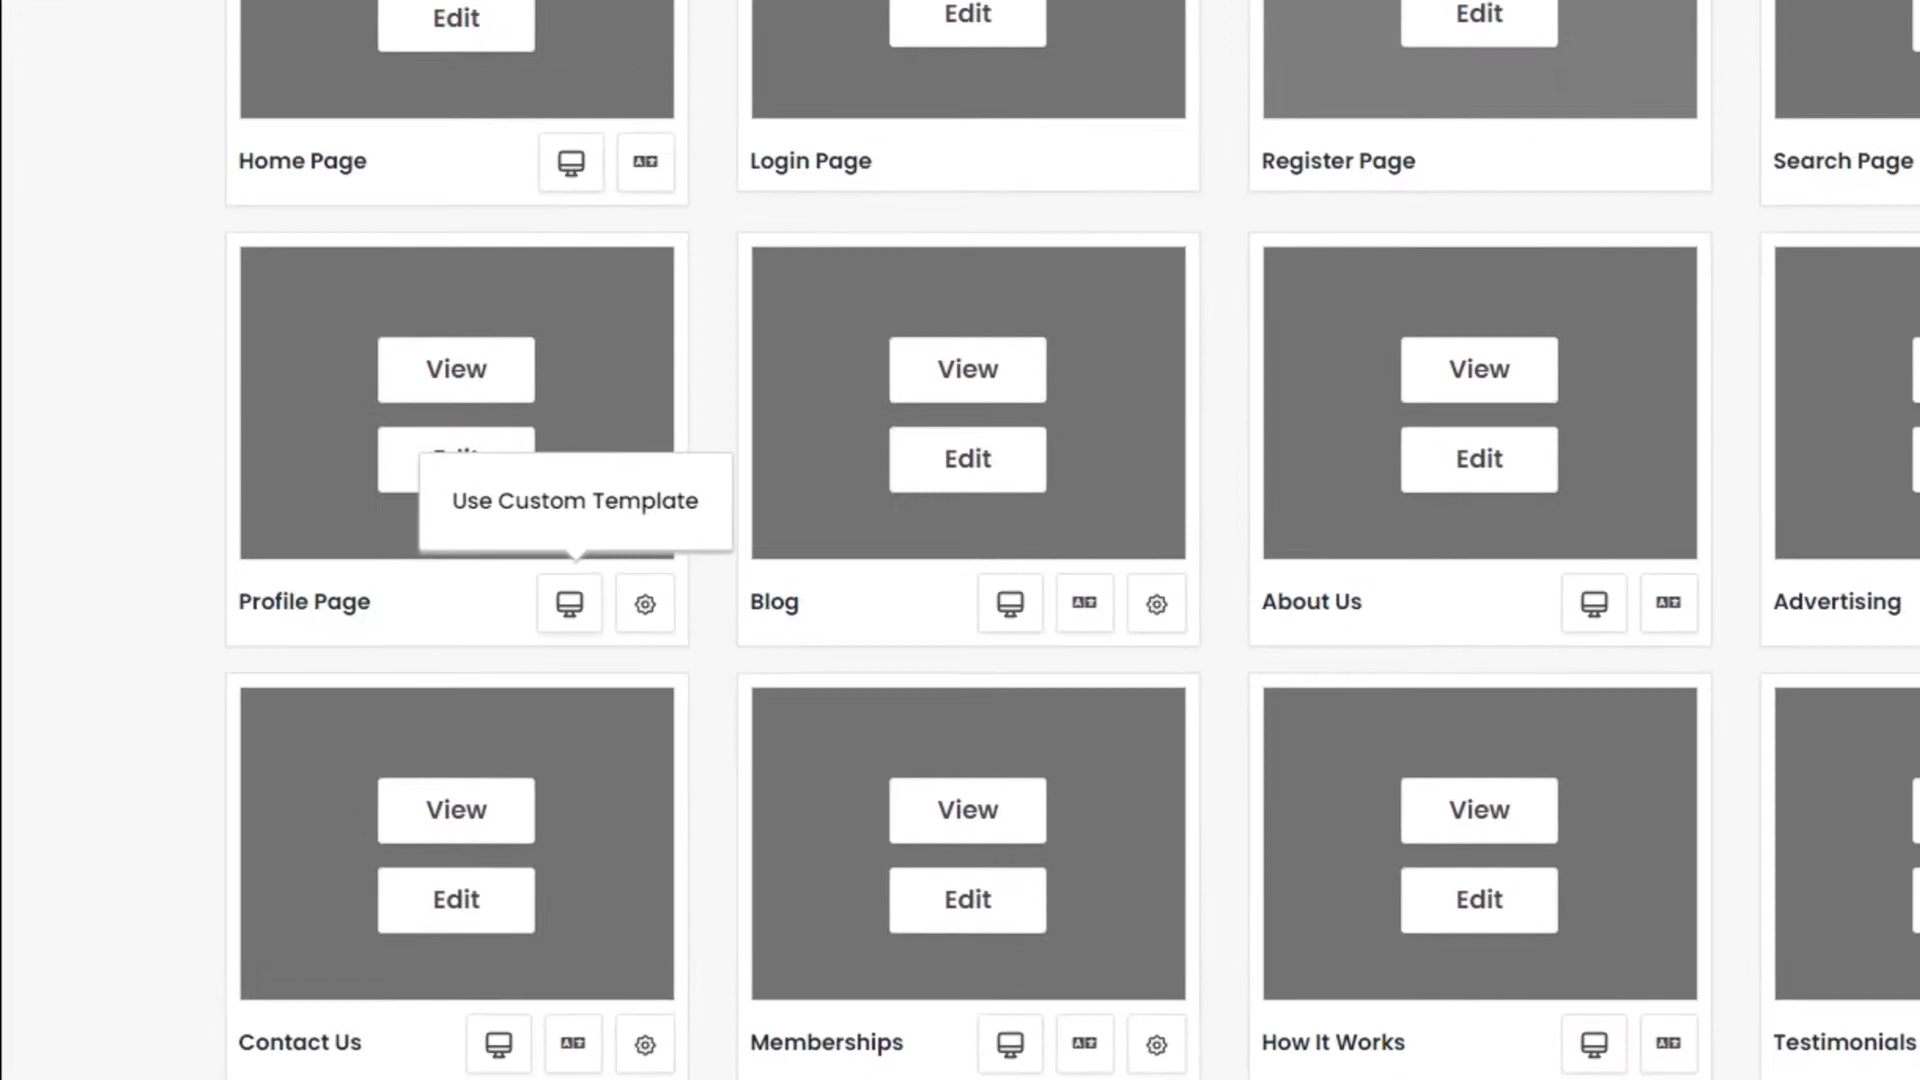 Edit
Edit
Edit
Home Page
Login Page
Register Page
Search Page
View
View
View
Edit
Edit
Use Custom Template
Profile Page
Blog
About Us
Advertising
View
View
View
Edit
Edit
Edit
Contact Us
Memberships
How It Works
Testimonials